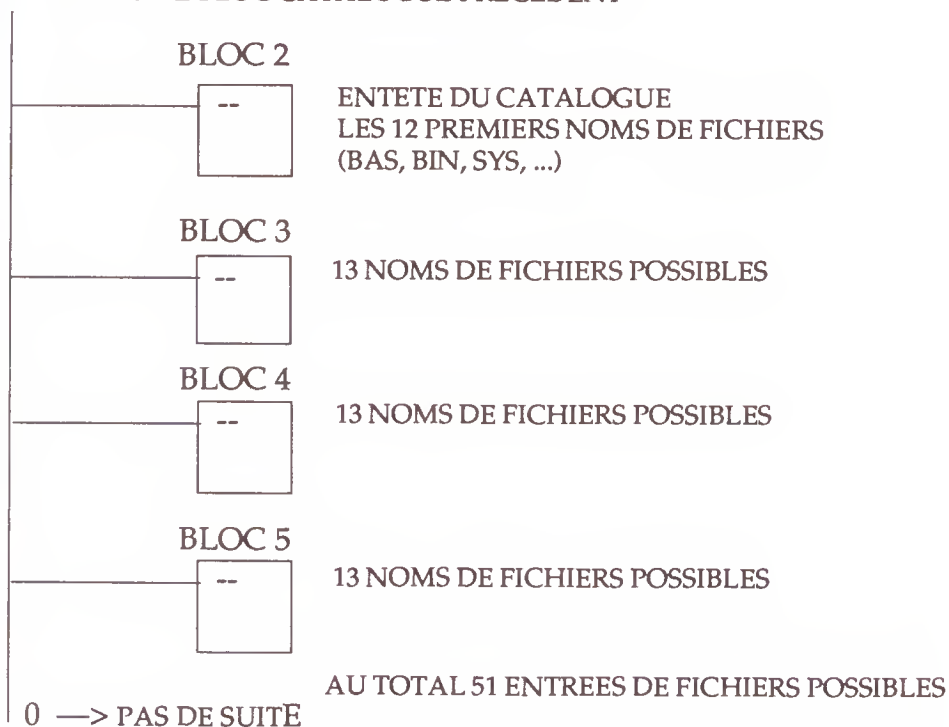 BLOC 2
--
ENTETE DU CATALOGUE
LES 12 PREMIERS NOMS DE FICHIERS
(BAS, BIN, SYS, ...)
BLOC 3
--
13 NOMS DE FICHIERS POSSIBLES
BLOC 4
--
13 NOMS DE FICHIERS POSSIBLES
BLOC 5
--
13 NOMS DE FICHIERS POSSIBLES
AU TOTAL 51 ENTREES DE FICHIERS POSSIBLES
0 —> PAS DE SUITE